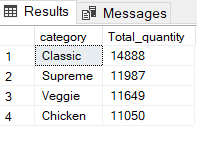 Results Messages
category Total_quantity
1 Classic 14888
2 Supreme 11987
3 Veggie 11649
4 Chicken 11050